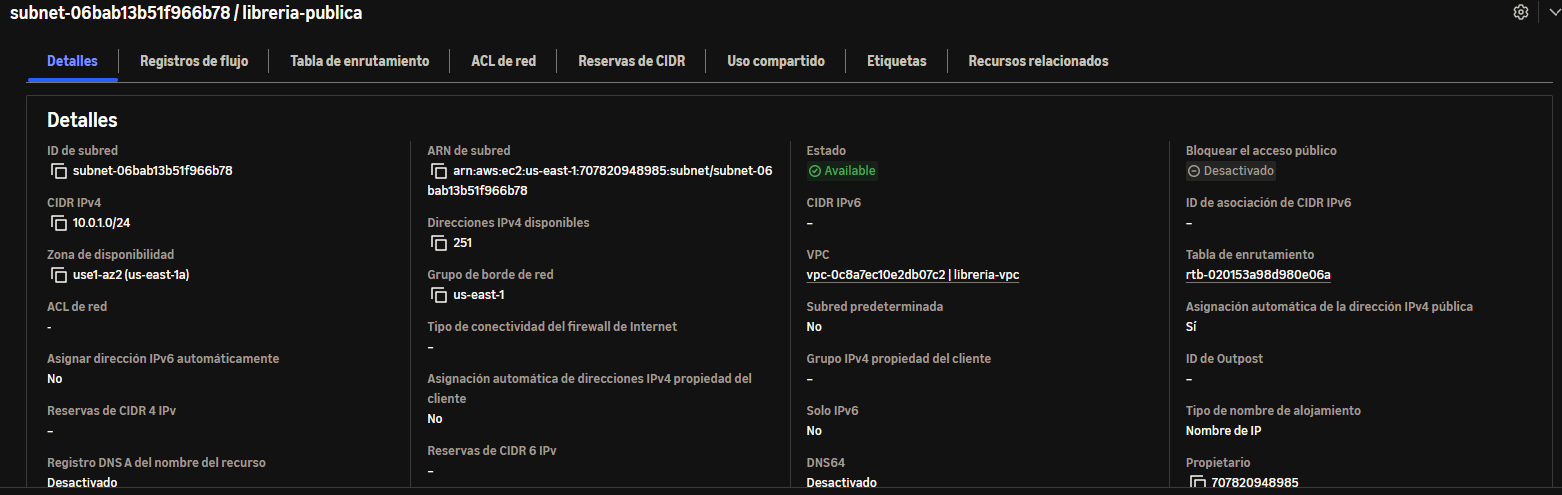 subnet-06bab13b51f966b78 / libreria-publica
Detalles
Registros de flujo
Tabla de enrutamiento
ACL de red
Reservas de CIDR
Uso compartido
Etiquetas
Recursos relacionados
Detalles
ID de subred
subnet-06bab13b51f966b78
CIDR IPv4
10.0.1.0/24
Zona de disponibilidad
use1-az2 (us-east-1a)
ACL de red
-
Asignar dirección IPv6 automáticamente
No
Reservas de CIDR 4 IPv
–
Registro DNS A del nombre del recurso
Desactivado
ARN de subred
arn:aws:ec2:us-east-1:707820948985:subnet/subnet-06
bab13b51f966b78
Direcciones IPv4 disponibles
251
Grupo de borde de red
us-east-1
Tipo de conectividad del firewall de Internet
–
Asignación automática de direcciones IPv4 propiedad del
cliente
No
Reservas de CIDR 6 IPv
–
Estado
Available
CIDR IPv6
–
VPC
vpc-0c8a7ec10e2db07c2 | libreria-vpc
Subred predeterminada
No
Grupo IPv4 propiedad del cliente
–
Solo IPv6
No
DNS64
Desactivado
Bloquear el acceso público
Desactivado
ID de asociación de CIDR IPv6
–
Tabla de enrutamiento
rtb-020153a98d980e06a
Asignación automática de la dirección IPv4 pública
Sí
ID de Outpost
–
Tipo de nombre de alojamiento
Nombre de IP
Propietario
707820948985